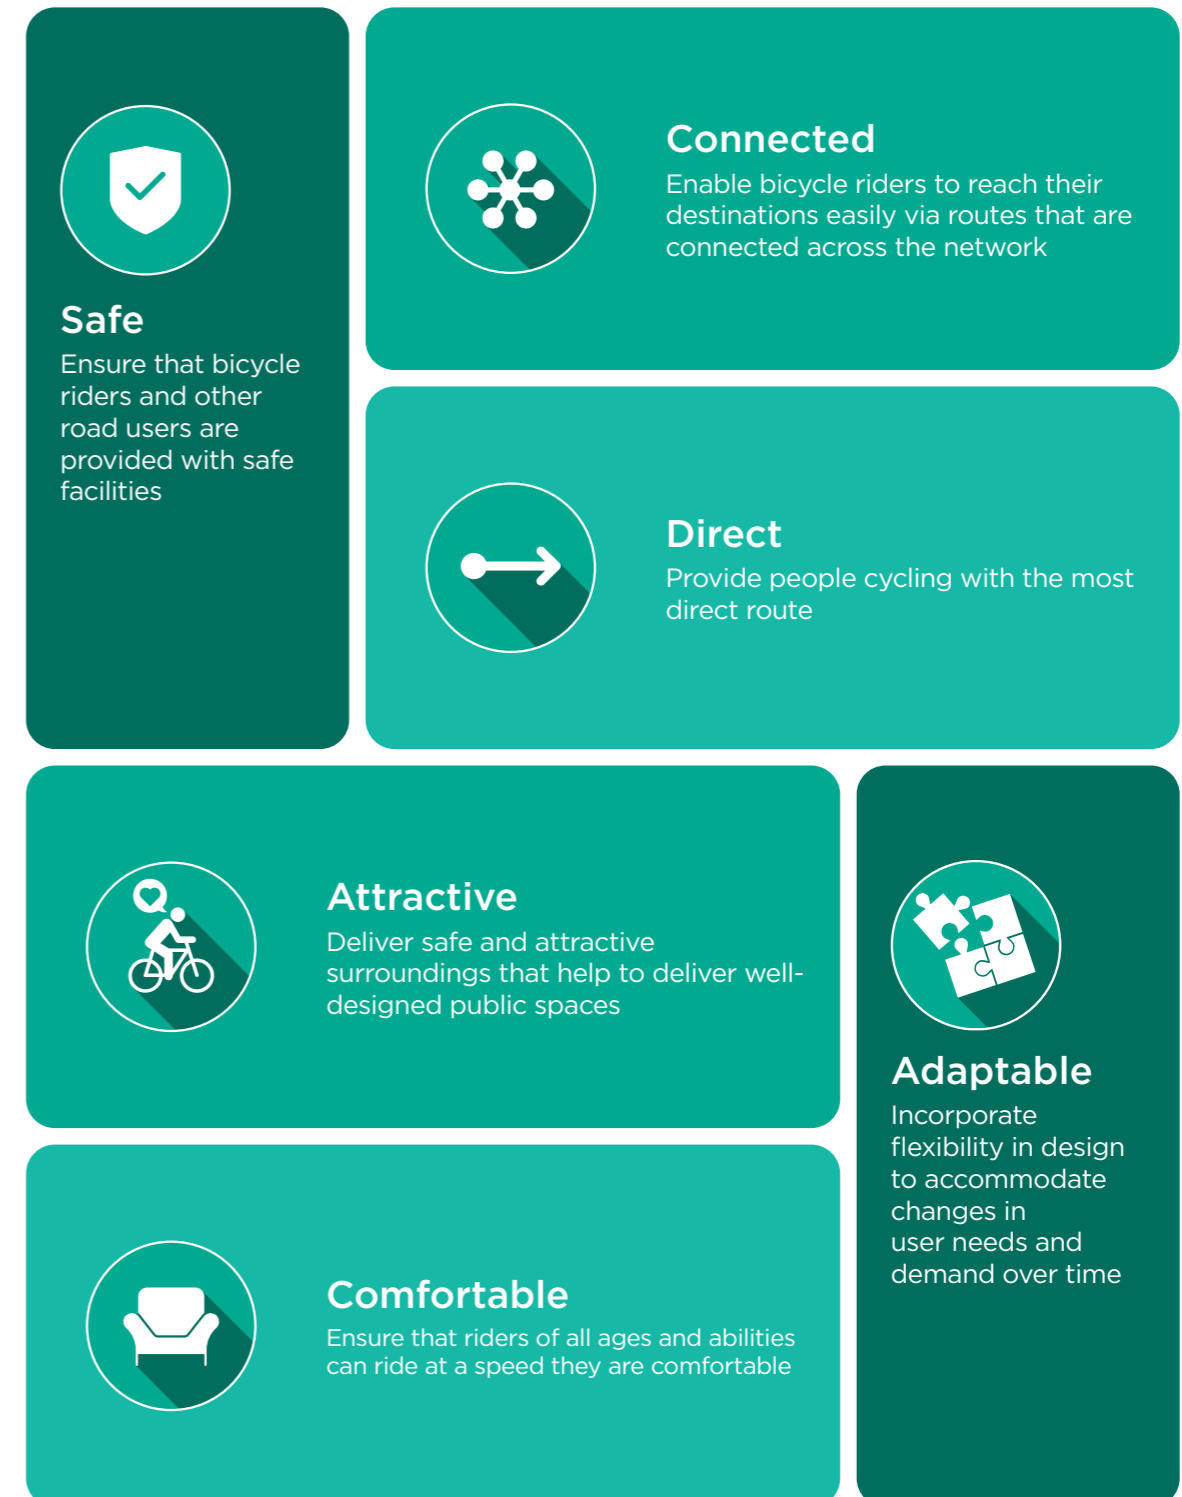 Safe
Ensure that bicycle
riders and other
road users are
provided with safe
facilities
Connected
Enable bicycle riders to reach their
destinations easily via routes that are
connected across the network
Direct
Provide people cycling with the most
direct route
Attractive
Deliver safe and attractive
surroundings that help to deliver well-
designed public spaces
Comfortable
Ensure that riders of all ages and abilities
can ride at a speed they are comfortable
Adaptable
Incorporate
flexibility in design
to accommodate
changes in
user needs and
demand over time